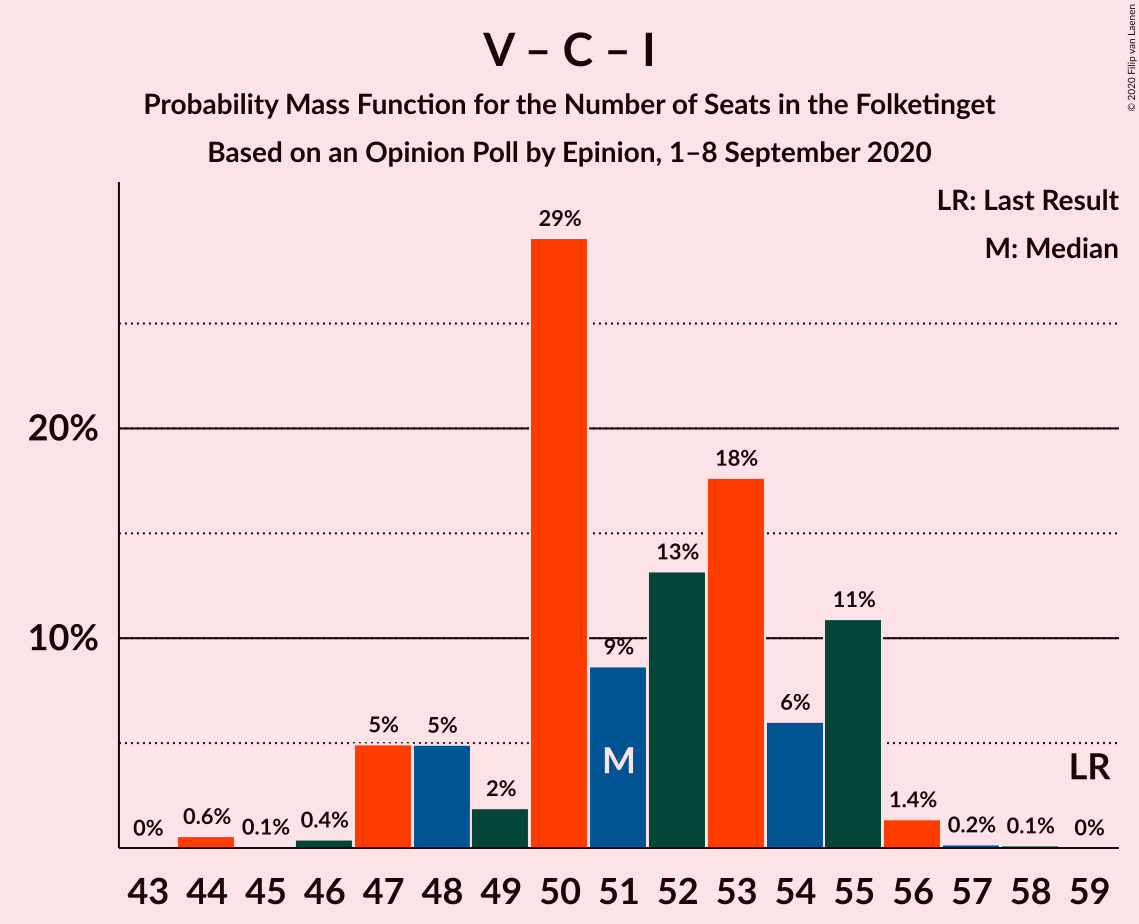 V – C – I
Probability Mass Function for the Number of Seats in the Folketinget
Based on an Opinion Poll by Epinion, 1–8 September 2020
© 2020 Filip van Laenen
LR: Last Result
M: Median
29%
20%
18%
13%
11%
10%
9%
6%
5%
5%
M
LR
2%
1.4%
0%
0.6%
0.1%
0.4%
0.2%
0.1%
0%
43 44 45 46 47 48 49 50 51 52 53 54 55 56 57 58 59